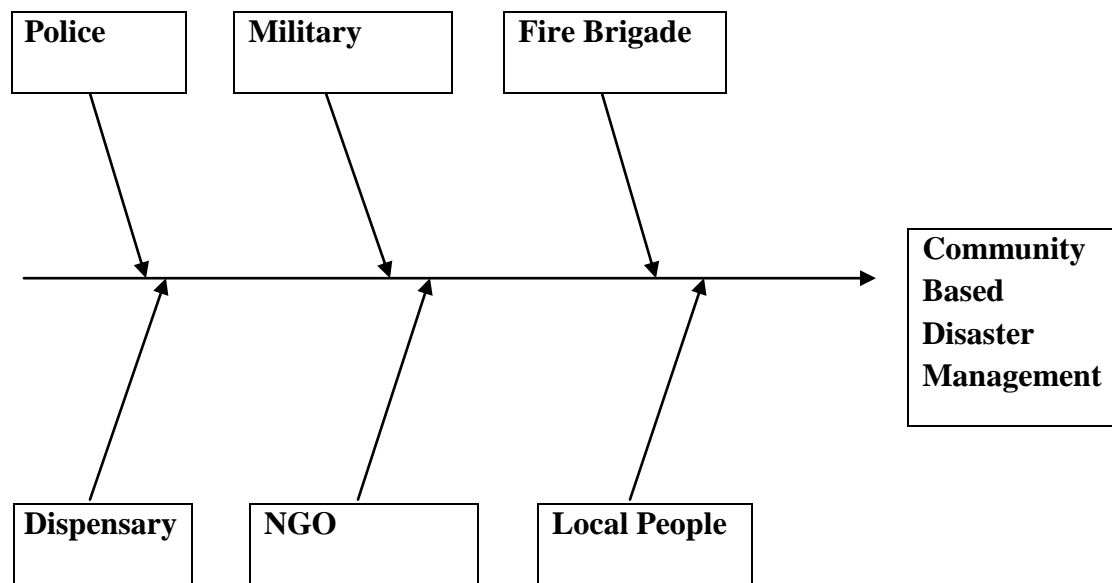 Police
Military
Fire Brigade
Community
Based
Disaster
Management
Dispensary
NGO
Local People